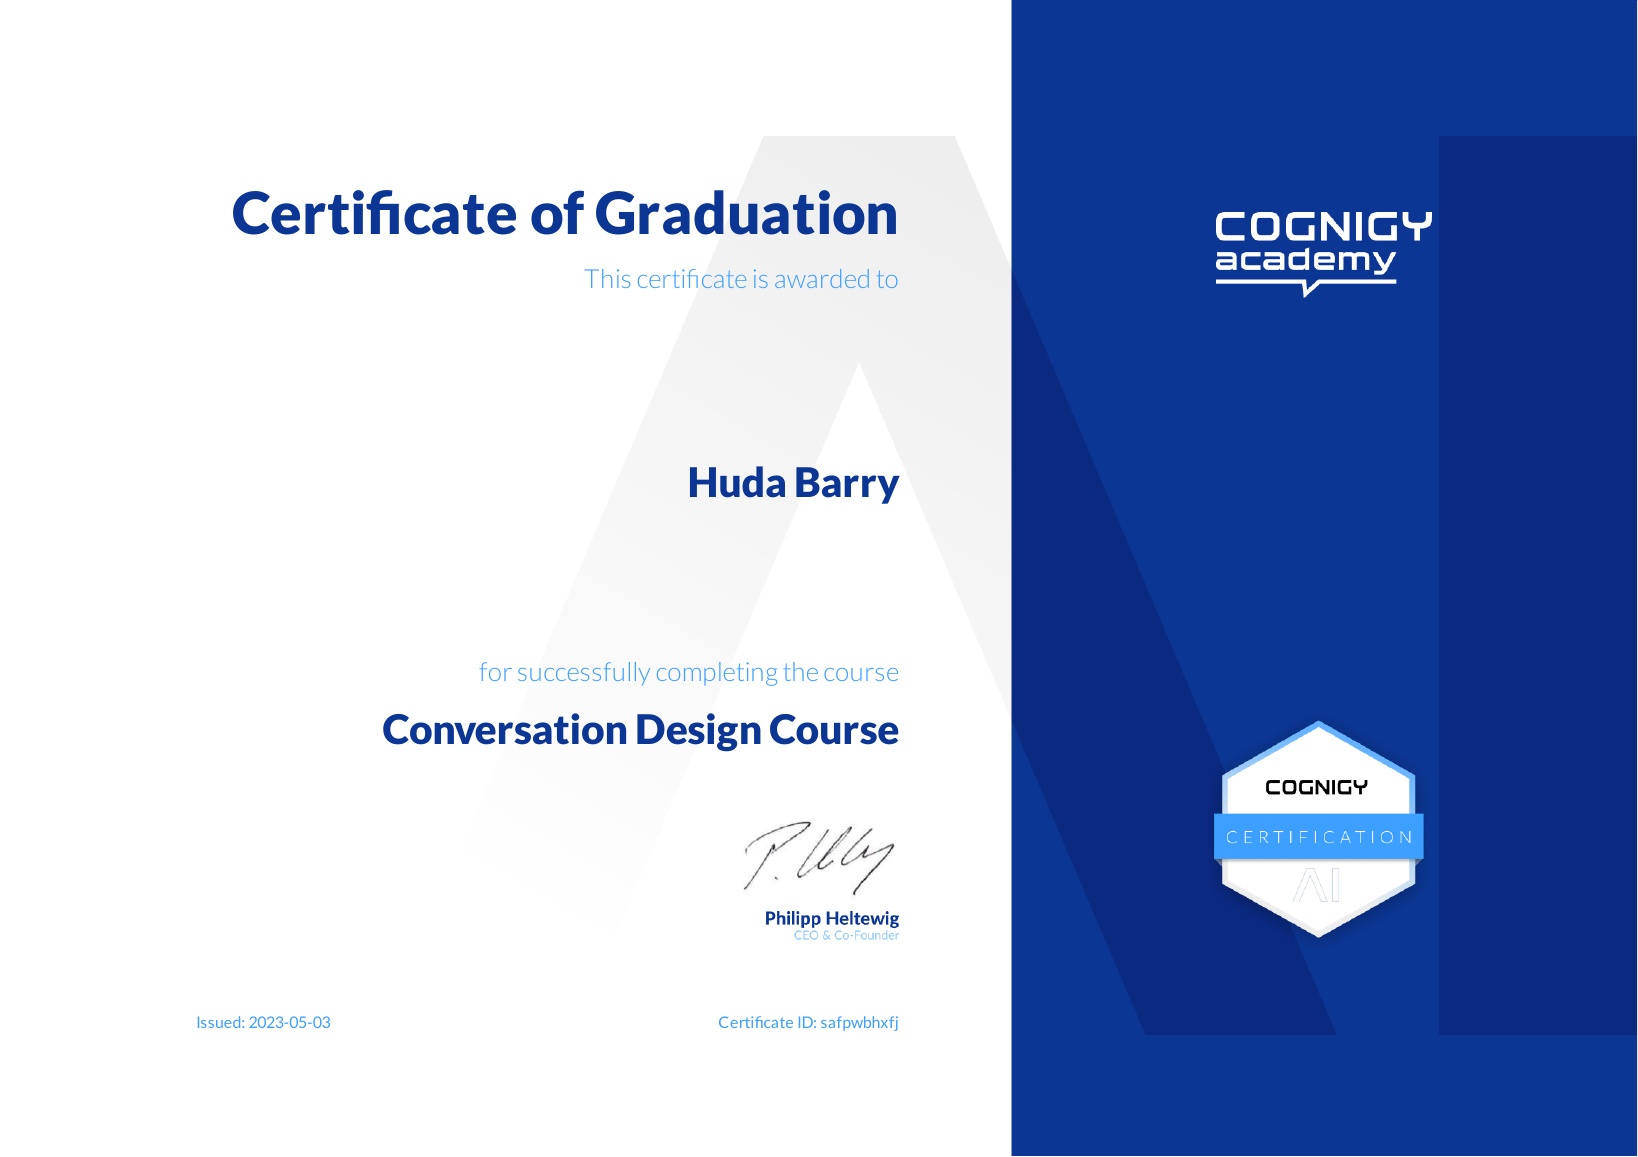 Certificate of Graduation
This certificate is awarded to
Huda Barry
for successfully completing the course
Conversation Design Course
Philipp Heltewig
CEO & Co-Founder
Issued: 2023-05-03
Certificate ID: safpwbhxfj
COGNIGY
academy
COGNIGY
CERTIFICATION
AI